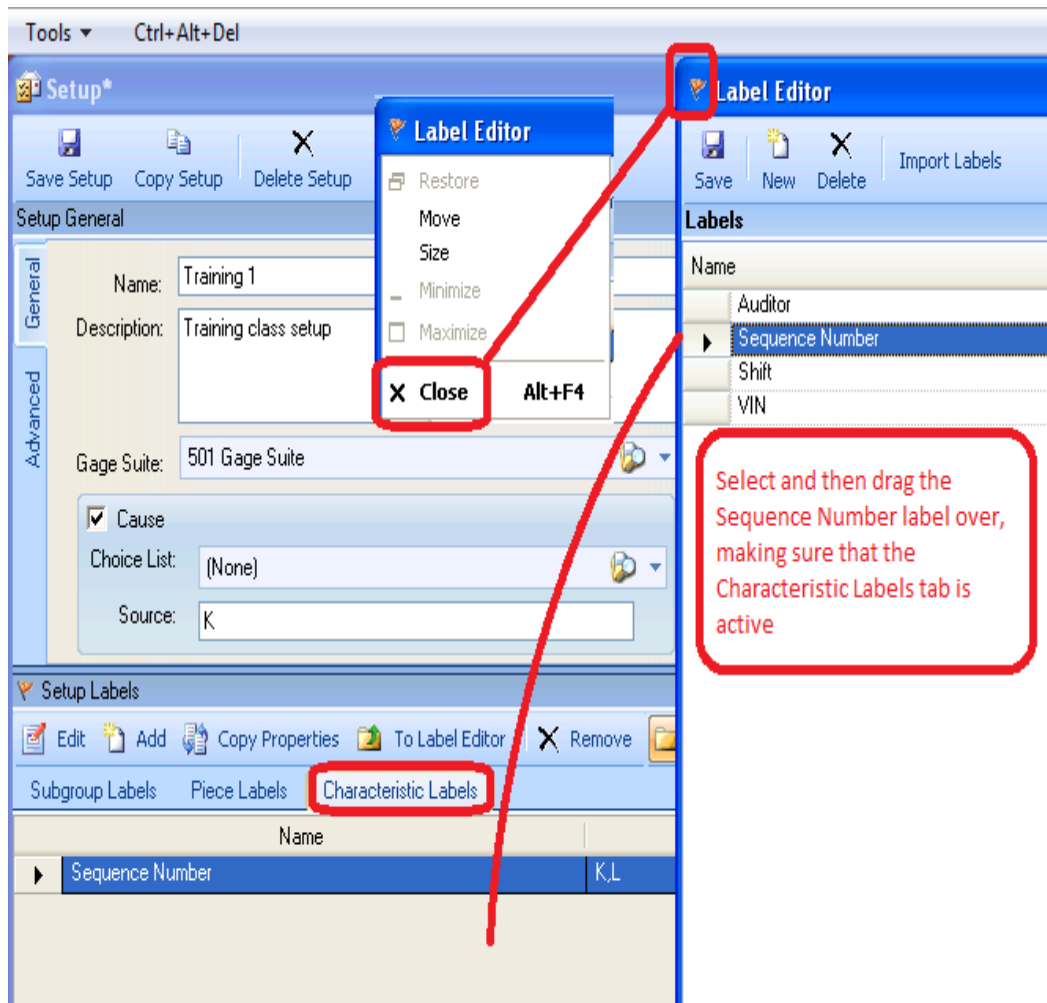 Tools Ctrl+Alt+Del
Setup*
Save Setup Copy Setup Delete Setup
Setup General
General
Advanced
Name: Training 1
Description: Training class setup
Gage Suite: 501 Gage Suite
Cause
Choice List: (None)
Source: K
Label Editor
Restore
Move
Size
Minimize
Maximize
Close Alt+F4
Label Editor
Save New Delete Import Labels
Labels
Name
Auditor
Sequence Number
Shift
VIN
Select and then drag the
Sequence Number label over,
making sure that the
Characteristic Labels tab is
active
Setup Labels
Edit Add Copy Properties To Label Editor Remove
Subgroup Labels Piece Labels Characteristic Labels
Name
Sequence Number K,L